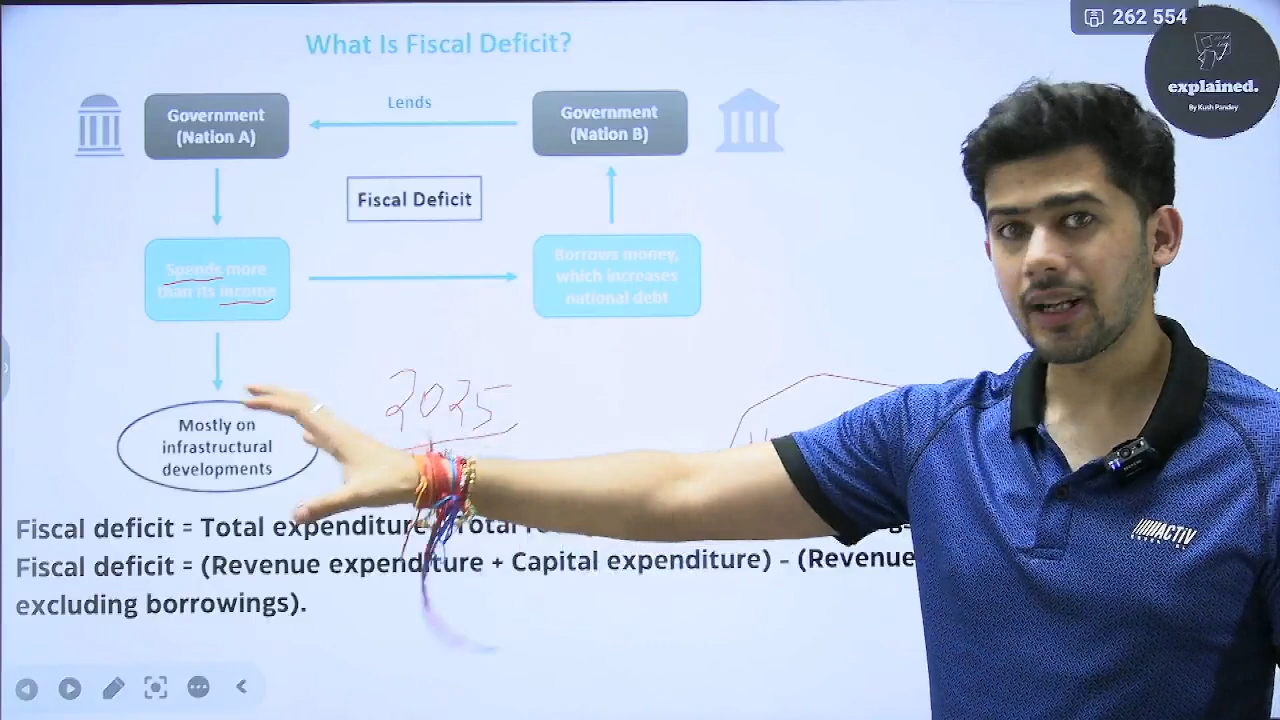 262 554
What Is Fiscal Deficit?
explained.
By Kush Pandey
Government
(Nation A)
Lends
Government
(Nation B)
Fiscal Deficit
Spends more
than its income
Borrows money,
which increases
national debt
2025
Mostly on
infrastructural
developments
Fiscal deficit = Total expenditure
Fiscal deficit = (Revenue expenditure + Capital expenditure) – (Revenue
excluding borrowings).
INVACTIV